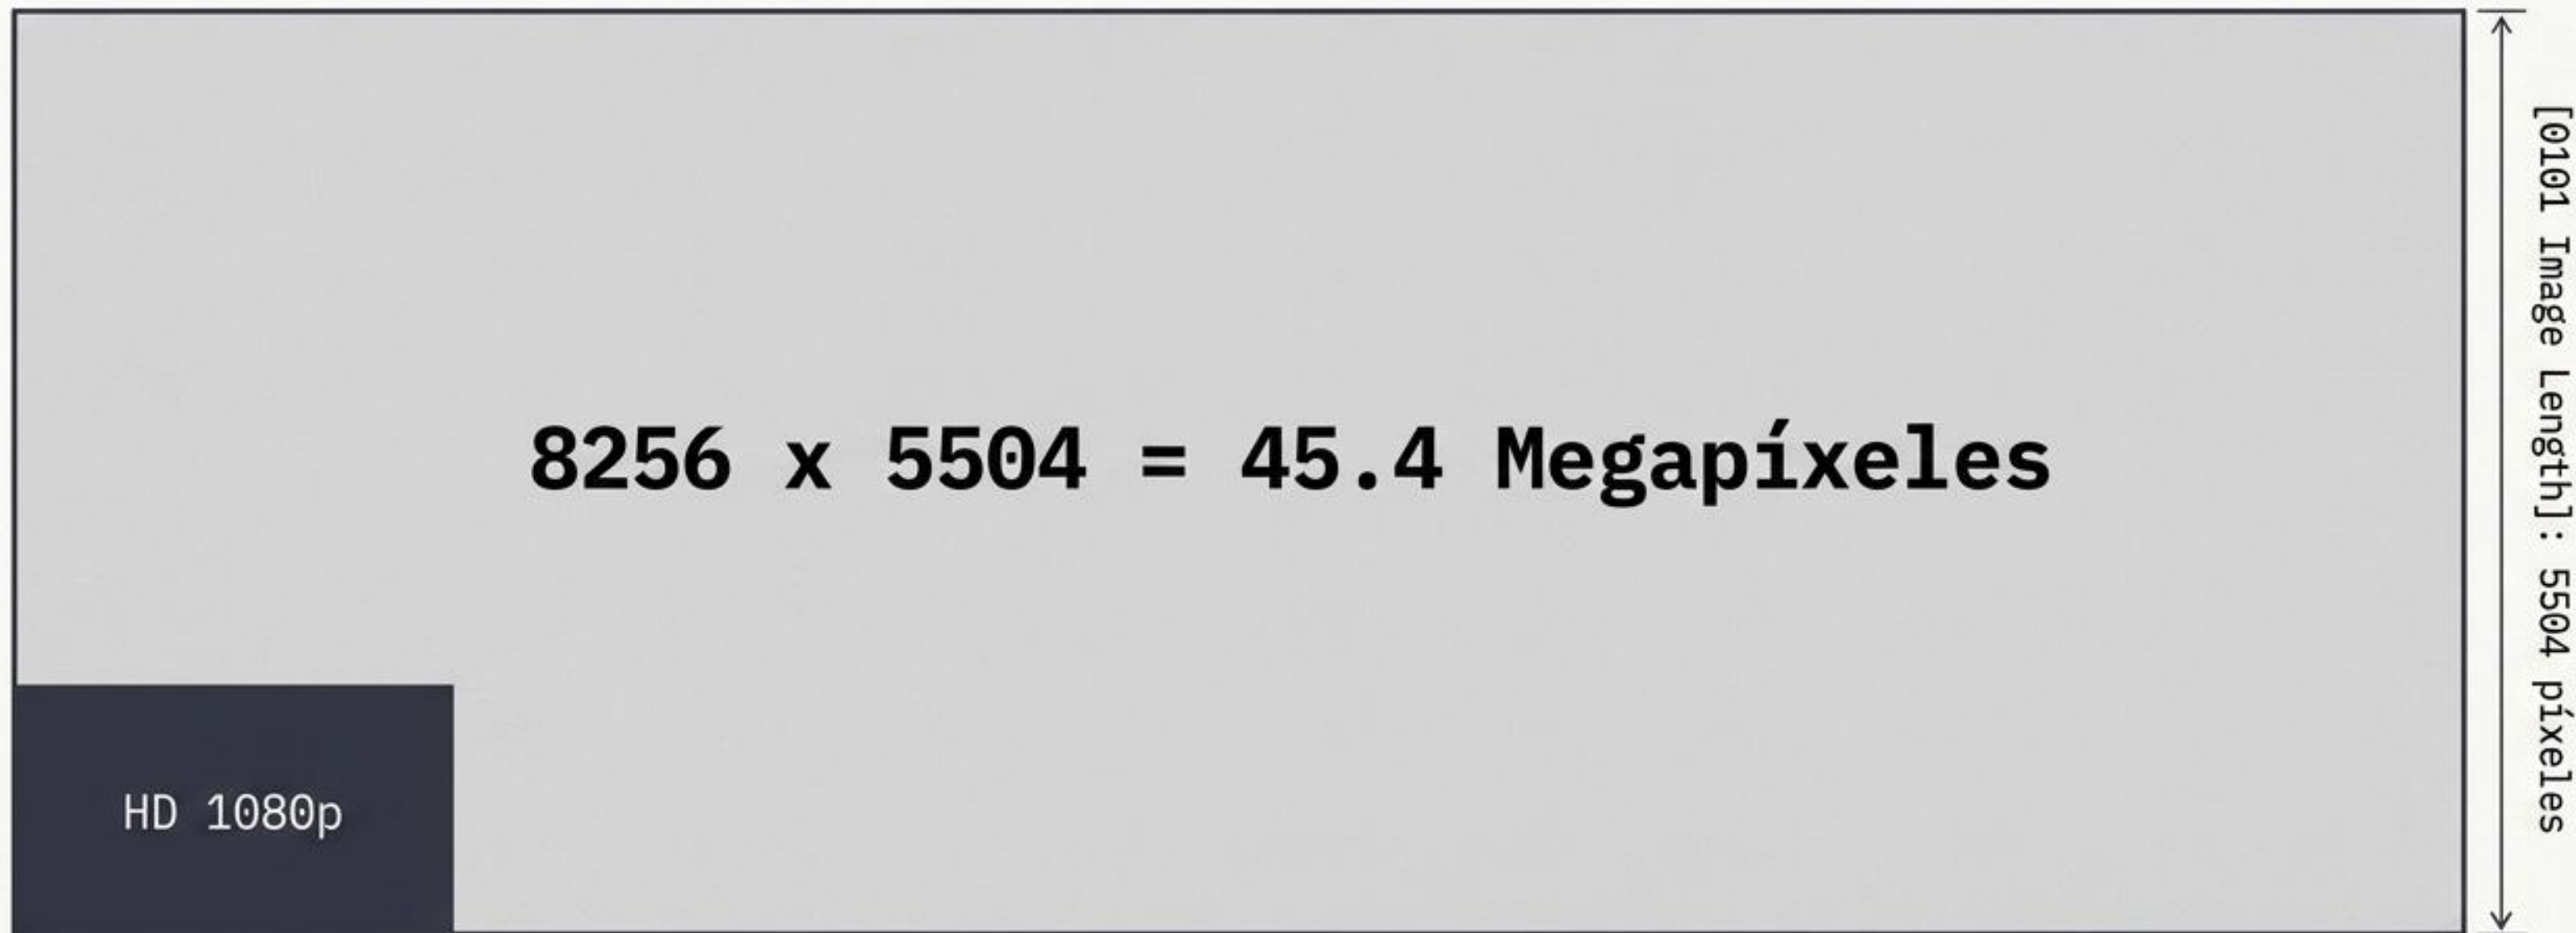 8256 x 5504 = 45.4 Megapíxeles
HD 1080p
[0101 Image Length]: 5504 píxeles